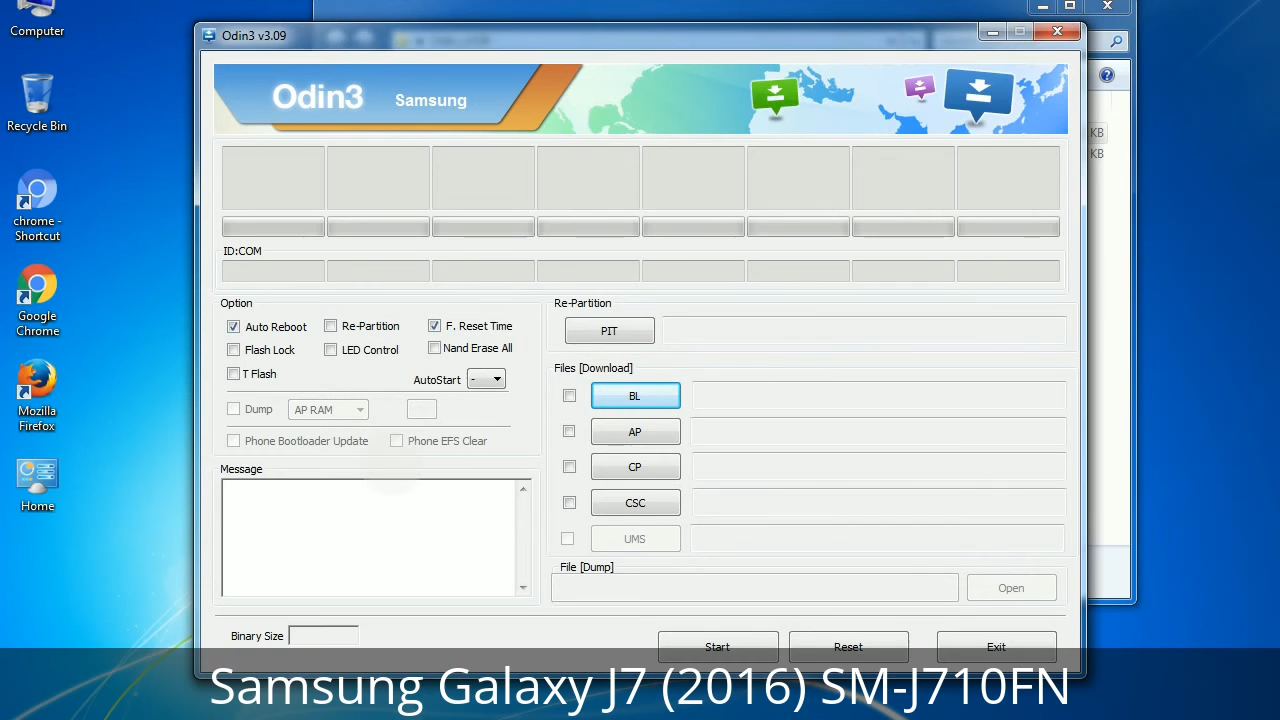 Computer
Recycle Bin
chrome -
Shortcut
Google
Chrome
Mozilla
Firefox
Home
Odin3 v3.09
Odin3 Samsung
ID:COM
Option
Auto Reboot
Re-Partition
F. Reset Time
Flash Lock
LED Control
Nand Erase All
T Flash
AutoStart -
Dump
AP RAM
Phone Bootloader Update
Phone EFS Clear
Message
Binary Size
Re-Partition
PIT
Files [Download]
BL
AP
CP
CSC
UMS
File [Dump]
Open
Start
Reset
Exit
KB
KB
Samsung Galaxy J7 (2016) SM-J710FN